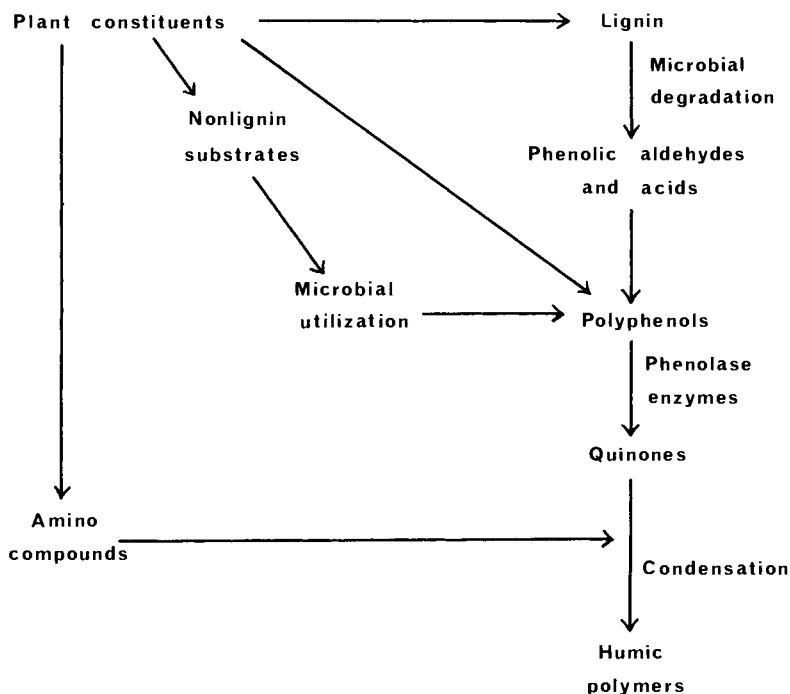 Plant constituents
Lignin
Microbial
degradation
Nonlignin
substrates
Phenolic aldehydes
and acids
Microbial
utilization
Polyphenols
Phenolase
enzymes
Quinones
Amino
compounds
Condensation
Humic
polymers